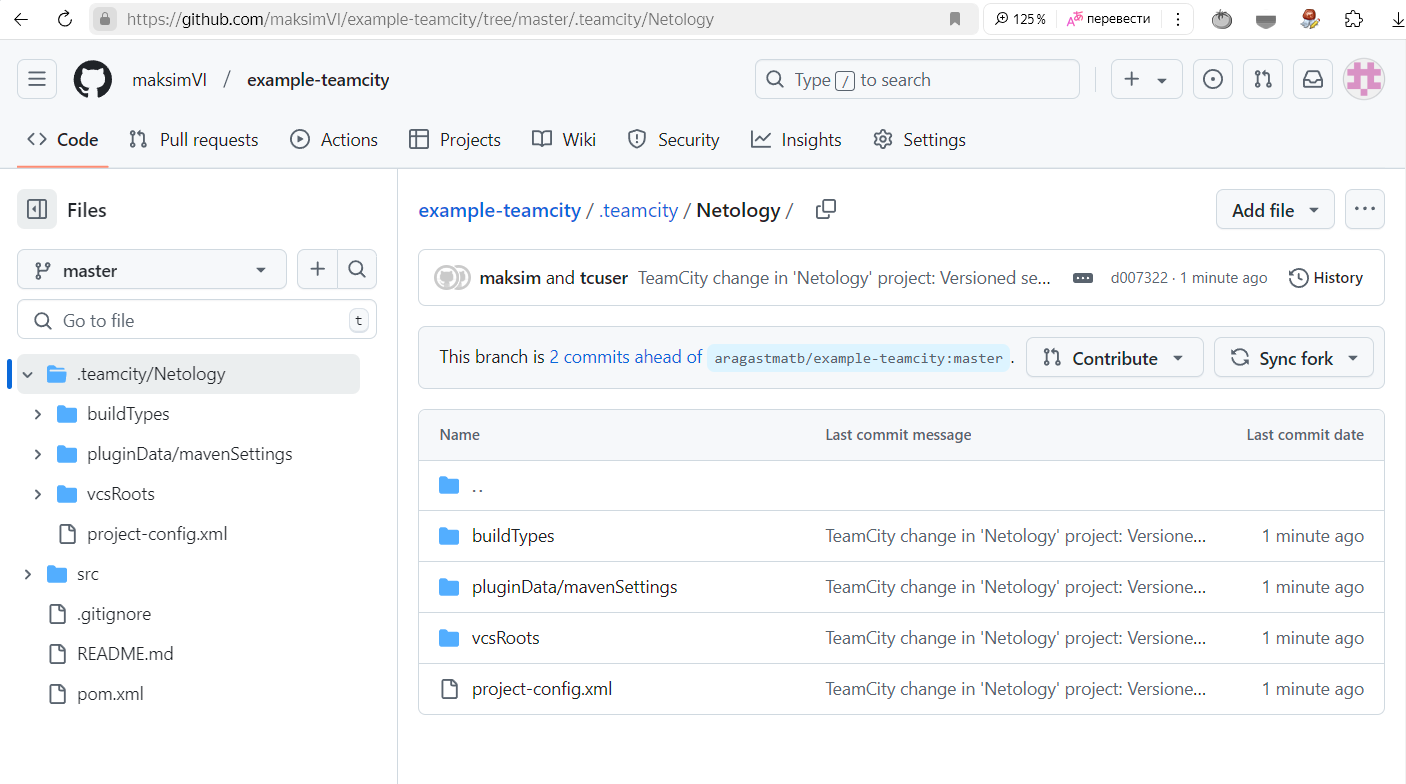 https://github.com/maksimVI/example-teamcity/tree/master/.teamcity/Netology 125 % перевести
maksimVI / example-teamcity Type / to search
Code Pull requests Actions Projects Wiki Security Insights Settings
Files
master
Go to file t
.teamcity/Netology
buildTypes
pluginData/mavenSettings
vcsRoots
project-config.xml
src
.gitignore
README.md
pom.xml
example-teamcity / .teamcity / Netology / Add file
maksim and tcuser TeamCity change in 'Netology' project: Versioned se... d007322 · 1 minute ago History
This branch is 2 commits ahead of aragastmatb/example-teamcity:master . Contribute Sync fork
Name Last commit message Last commit date
..
buildTypes TeamCity change in 'Netology' project: Versione... 1 minute ago
pluginData/mavenSettings TeamCity change in 'Netology' project: Versione... 1 minute ago
vcsRoots TeamCity change in 'Netology' project: Versione... 1 minute ago
project-config.xml TeamCity change in 'Netology' project: Versione... 1 minute ago